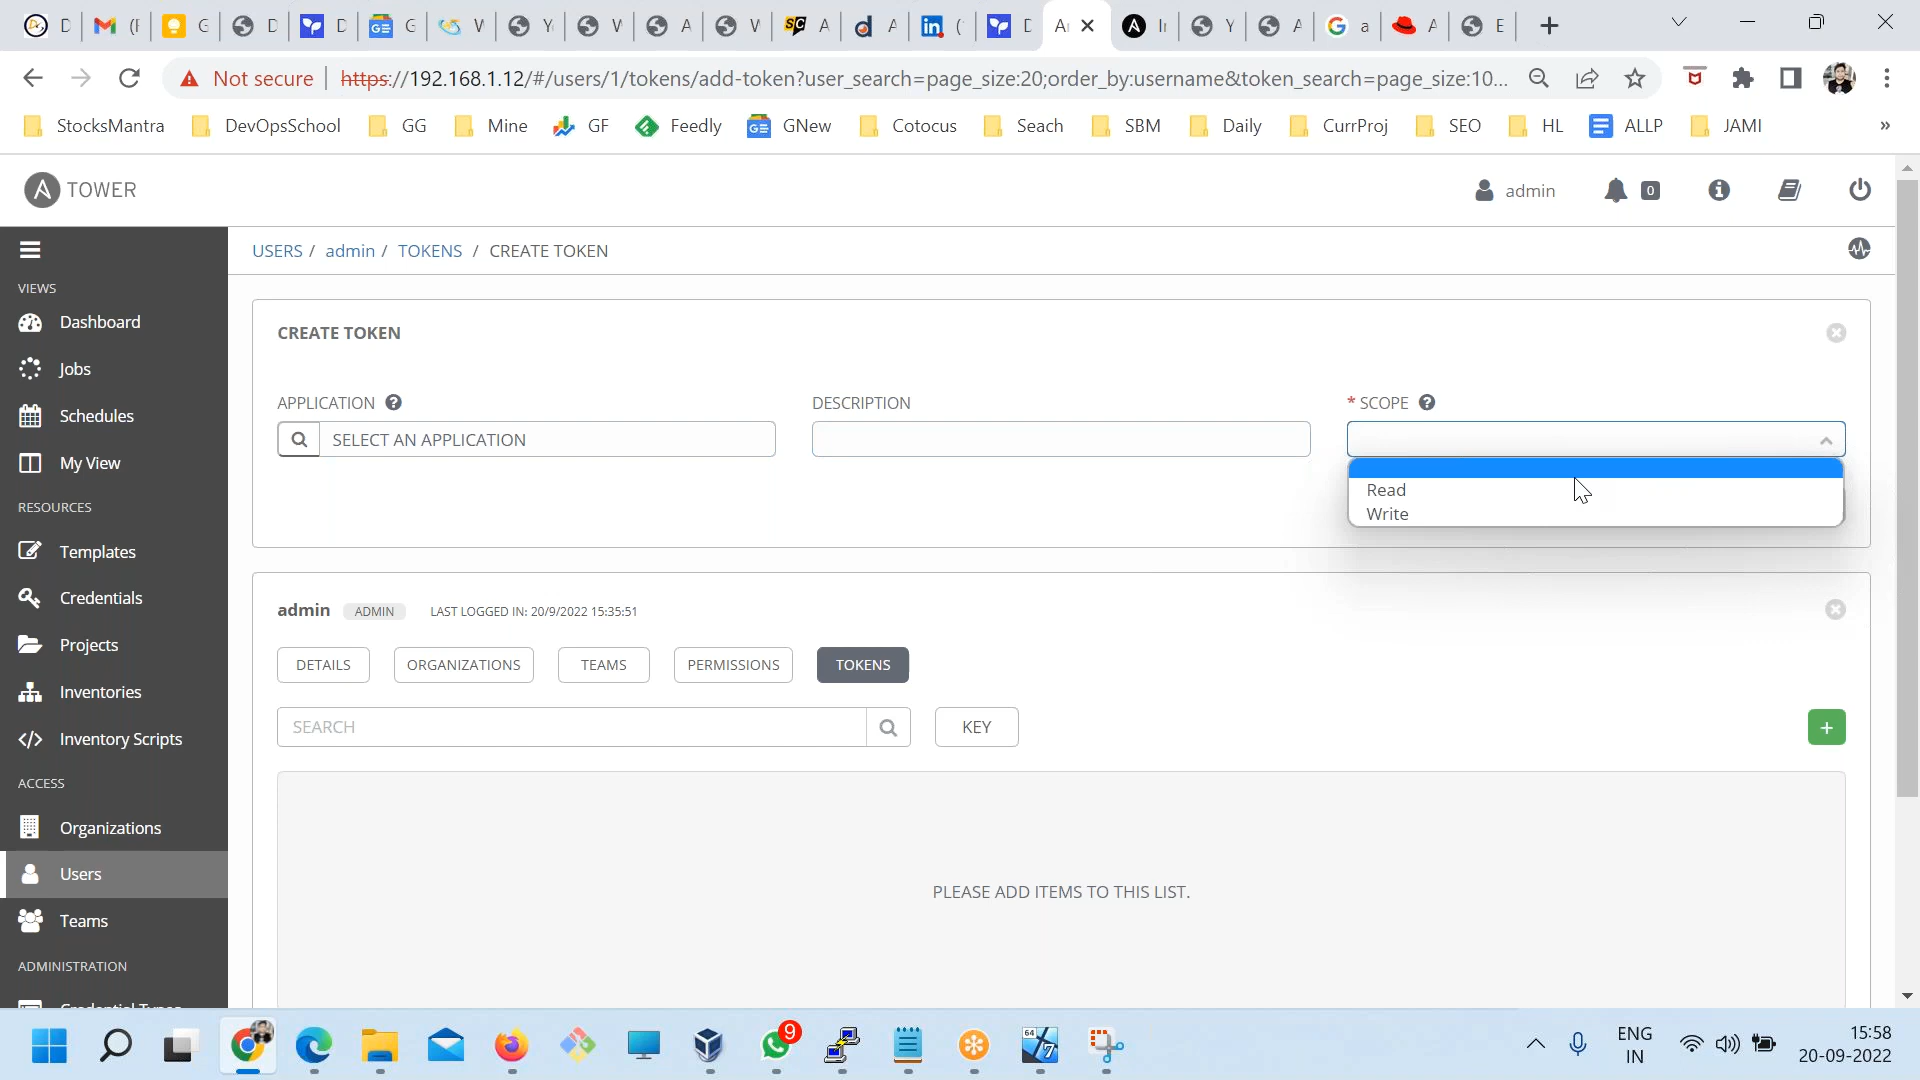 D
(F
G
D
D
G
W
Y
W
A
W
A
A
(
D
A
I
Y
A
a
A
E
Not secure
https://192.168.1.12/#/users/1/tokens/add-token?user_search=page_size:20;order_by:username&token_search=page_size:10...
StocksMantra
DevOpsSchool
GG
Mine
GF
Feedly
GNew
Cotocus
Seach
SBM
Daily
CurrProj
SEO
HL
ALLP
JAMI
»
TOWER
admin
0
USERS / admin / TOKENS / CREATE TOKEN
VIEWS
Dashboard
Jobs
Schedules
My View
RESOURCES
Templates
Credentials
Projects
Inventories
Inventory Scripts
ACCESS
Organizations
Users
Teams
ADMINISTRATION
CREATE TOKEN
APPLICATION
SELECT AN APPLICATION
DESCRIPTION
* SCOPE
Read
Write
admin ADMIN LAST LOGGED IN: 20/9/2022 15:35:51
DETAILS
ORGANIZATIONS
TEAMS
PERMISSIONS
TOKENS
SEARCH
KEY
PLEASE ADD ITEMS TO THIS LIST.
9
64
ENG
IN
15:58
20-09-2022